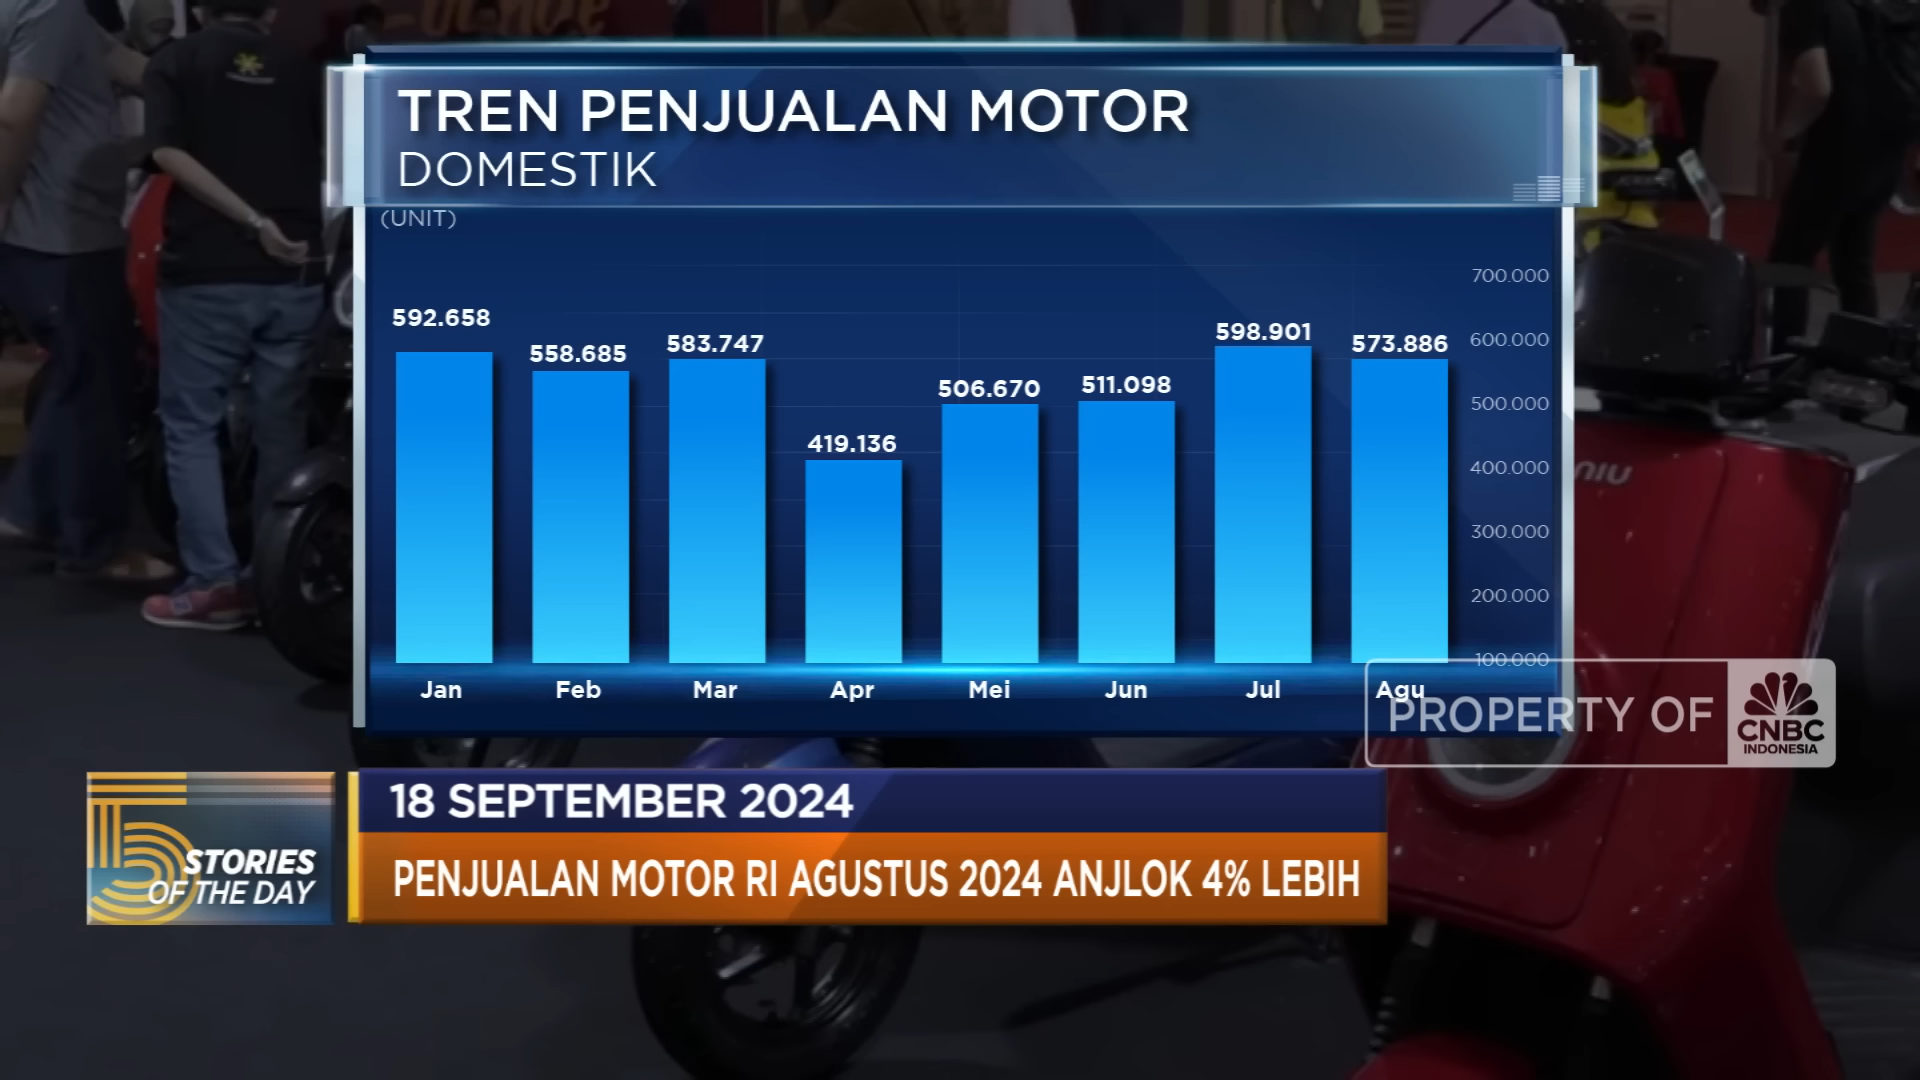 TREN PENJUALAN MOTOR
DOMESTIK
(UNIT)
700.000
600.000
500.000
400.000
300.000
200.000
100.000
592.658
558.685
583.747
419.136
506.670
511.098
598.901
573.886
Jan
Feb
Mar
Apr
Mei
Jun
Jul
Agu
niu
PROPERTY OF
CNBC
INDONESIA
5
STORIES
OF THE DAY
18 SEPTEMBER 2024
PENJUALAN MOTOR RI AGUSTUS 2024 ANJLOK 4% LEBIH